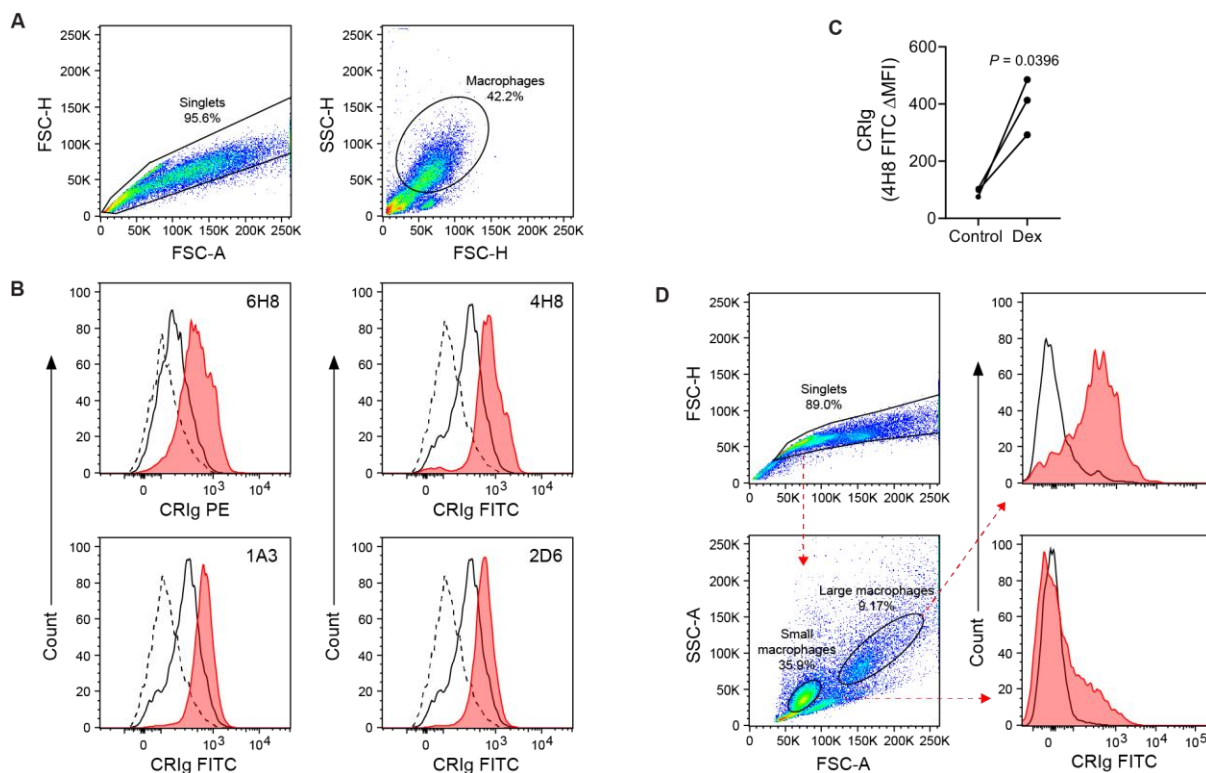 A
250K
200K
150K
100K
50K
0
FSC-H
Singlets
95.6%
0 50K 100K 150K 200K 250K
FSC-A
250K
200K
150K
100K
50K
0
SSC-H
Macrophages
42.2%
0 50K 100K 150K 200K 250K
FSC-H
C
600
400
200
0
CRIg
(4H8 FITC ΔMFI)
P = 0.0396
Control Dex
B
Count
100
80
60
40
20
0
6H8
0 10³ 10⁴
CRIg PE
Count
100
80
60
40
20
0
4H8
0 10³ 10⁴
CRIg FITC
100
80
60
40
20
0
1A3
0 10³ 10⁴
CRIg FITC
100
80
60
40
20
0
2D6
0 10³ 10⁴
CRIg FITC
D
250K
200K
150K
100K
50K
0
FSC-H
Singlets
89.0%
0 50K 100K 150K 200K 250K
Count
100
80
60
40
20
0
0 10³ 10⁴ 10⁵
250K
200K
150K
100K
50K
0
SSC-A
Large macrophages
9.17%
Small
macrophages
35.9%
50K 100K 150K 200K 250K
FSC-A
100
80
60
40
20
0
0 10³ 10⁴ 10⁵
CRIg FITC